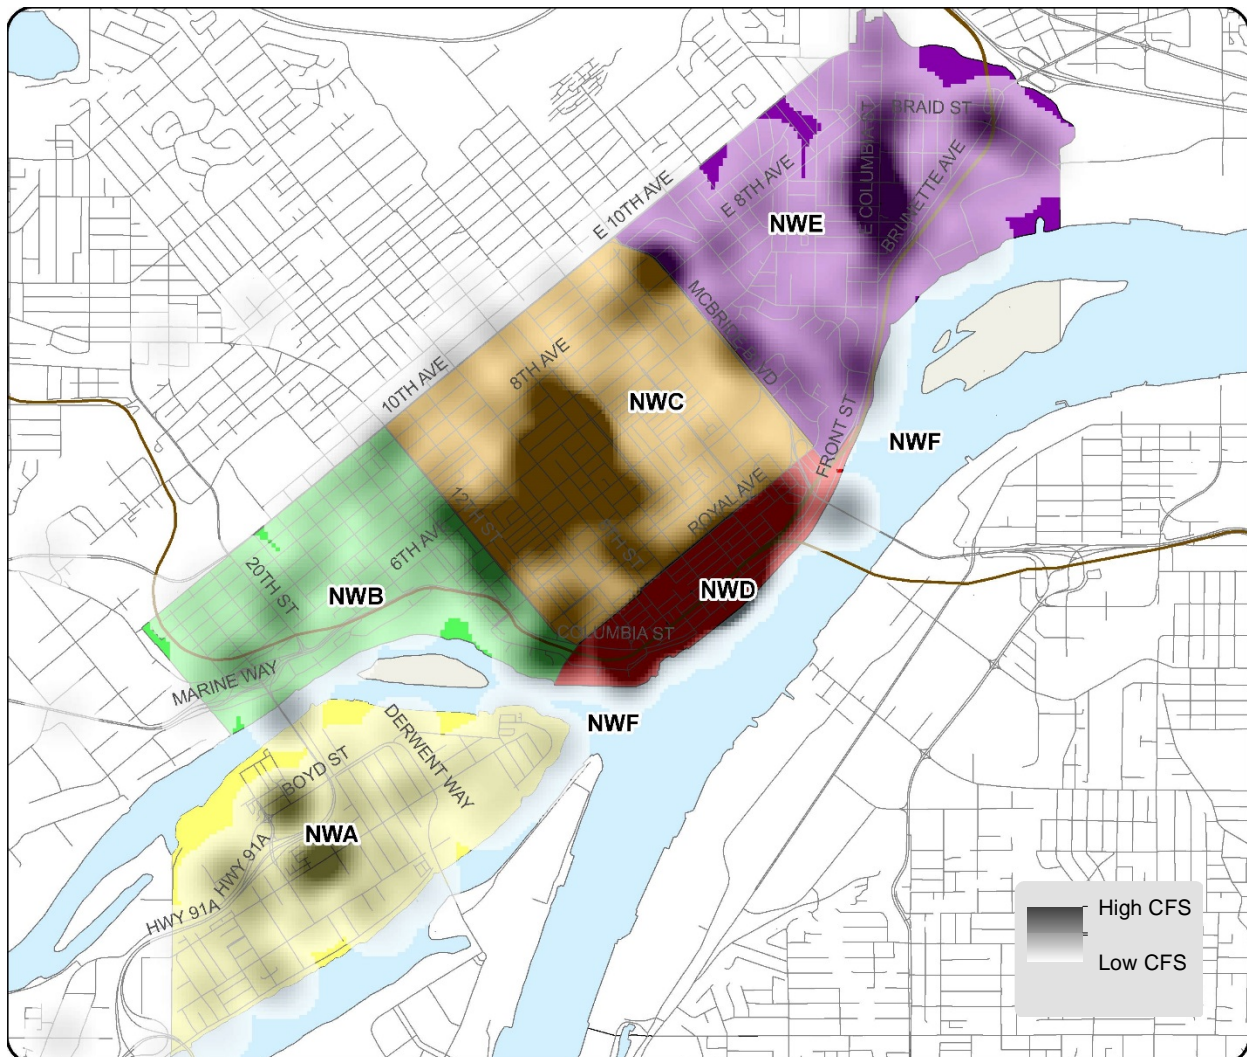 BRAID ST
E COLUMBIA ST
BRUNETTE AVE
E 8TH AVE
E 10TH AVE
NWE
MCBRIDE BLVD
8TH AVE
10TH AVE
NWC
FRONT ST
NWF
ROYAL AVE
12TH ST
6TH AVE
20TH ST
NWB
NWD
COLUMBIA ST
MARINE WAY
NWF
DERWENT WAY
BOYD ST
NWA
HWY 91A
HWY 91A
High CFS
Low CFS